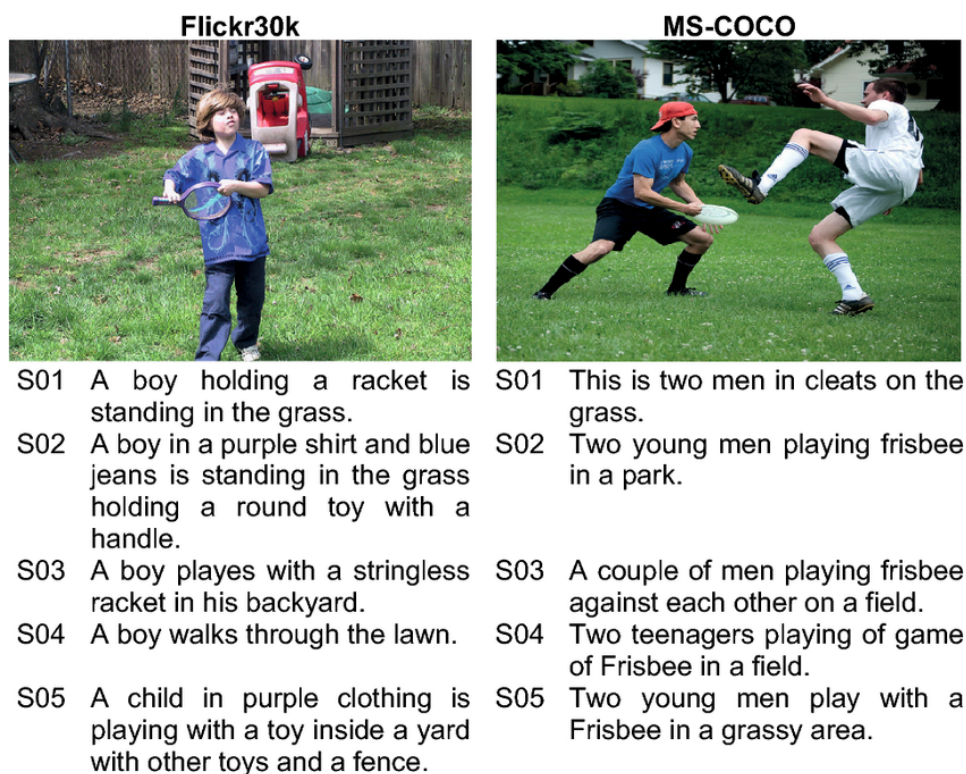 Flickr30k
S01 A boy holding a racket is
standing in the grass.
S02 A boy in a purple shirt and blue
jeans is standing in the grass
holding a round toy with a
handle.
S03 A boy playes with a stringless
racket in his backyard.
S04 A boy walks through the lawn.
S05 A child in purple clothing is
playing with a toy inside a yard
with other toys and a fence.
MS-COCO
S01 This is two men in cleats on the
grass.
S02 Two young men playing frisbee
in a park.
S03 A couple of men playing frisbee
against each other on a field.
S04 Two teenagers playing of game
of Frisbee in a field.
S05 Two young men play with a
Frisbee in a grassy area.